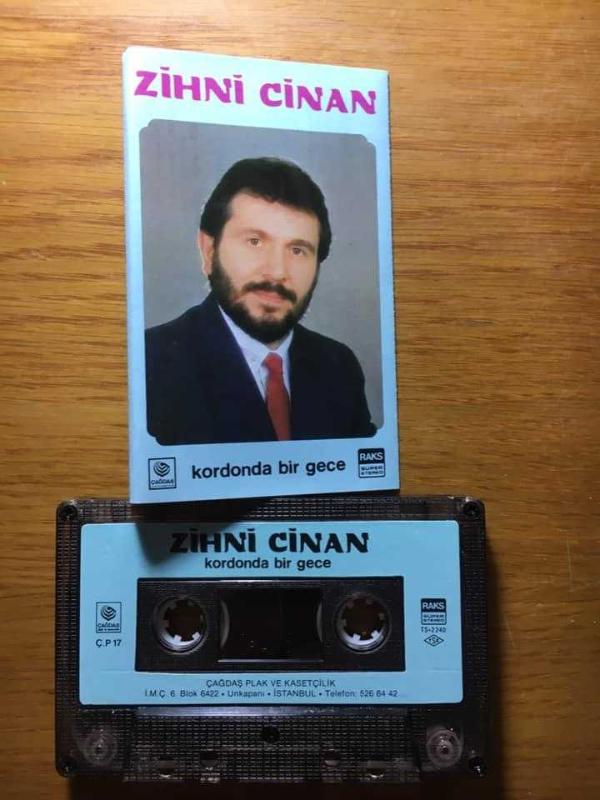 ZİHNİ CİNAN
ÇAĞDAŞ
kordonda bir gece
RAKS
SUPER
STEREO
ZİHNİ CİNAN
kordonda bir gece
ÇAĞDAŞ
Ç.P 17
RAKS
SUPER
STEREO
TS-2240
TSE
ÇAĞDAŞ PLAK VE KASETÇİLİK
İ.M.Ç. 6. Blok 6422 • Unkapanı • İSTANBUL • Telefon: 526 84 42